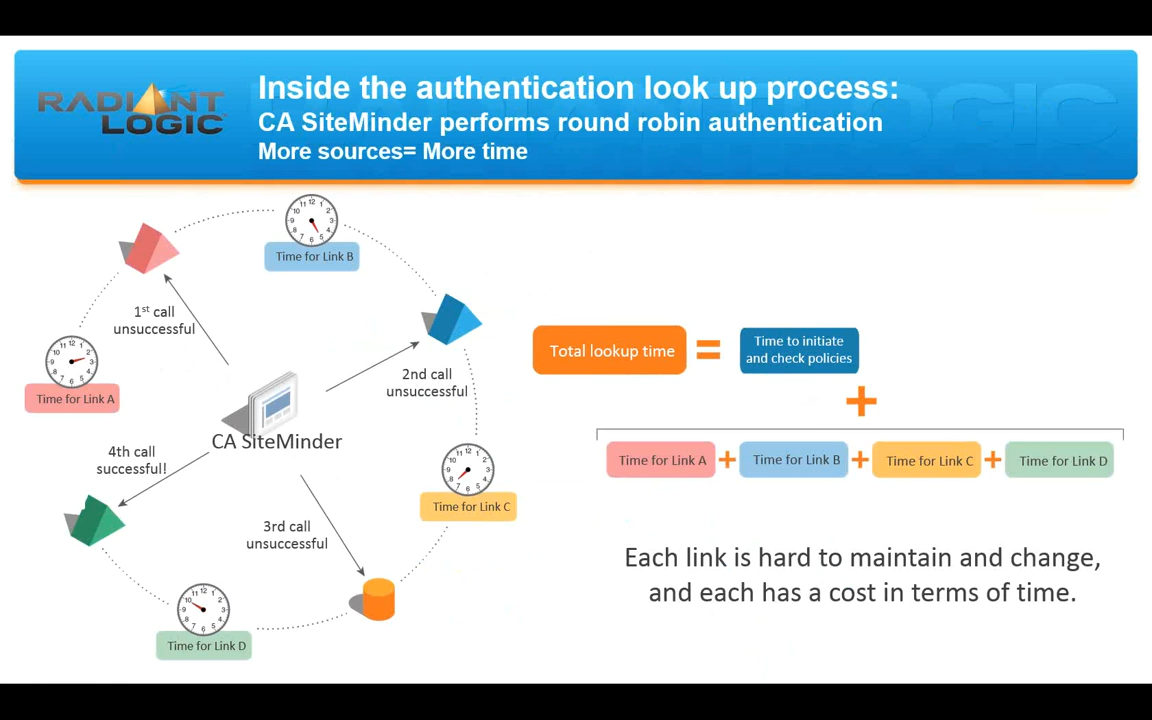 RADIANT
LOGIC
Inside the authentication look up process:
CA SiteMinder performs round robin authentication
More sources= More time
Time for Link B
1st call
unsuccessful
Time for Link A
2nd call
unsuccessful
CA SiteMinder
4th call
successful!
Time for Link C
3rd call
unsuccessful
Time for Link D
Total lookup time
=
Time to initiate
and check policies
+
Time for Link A + Time for Link B + Time for Link C + Time for Link D
Each link is hard to maintain and change,
and each has a cost in terms of time.